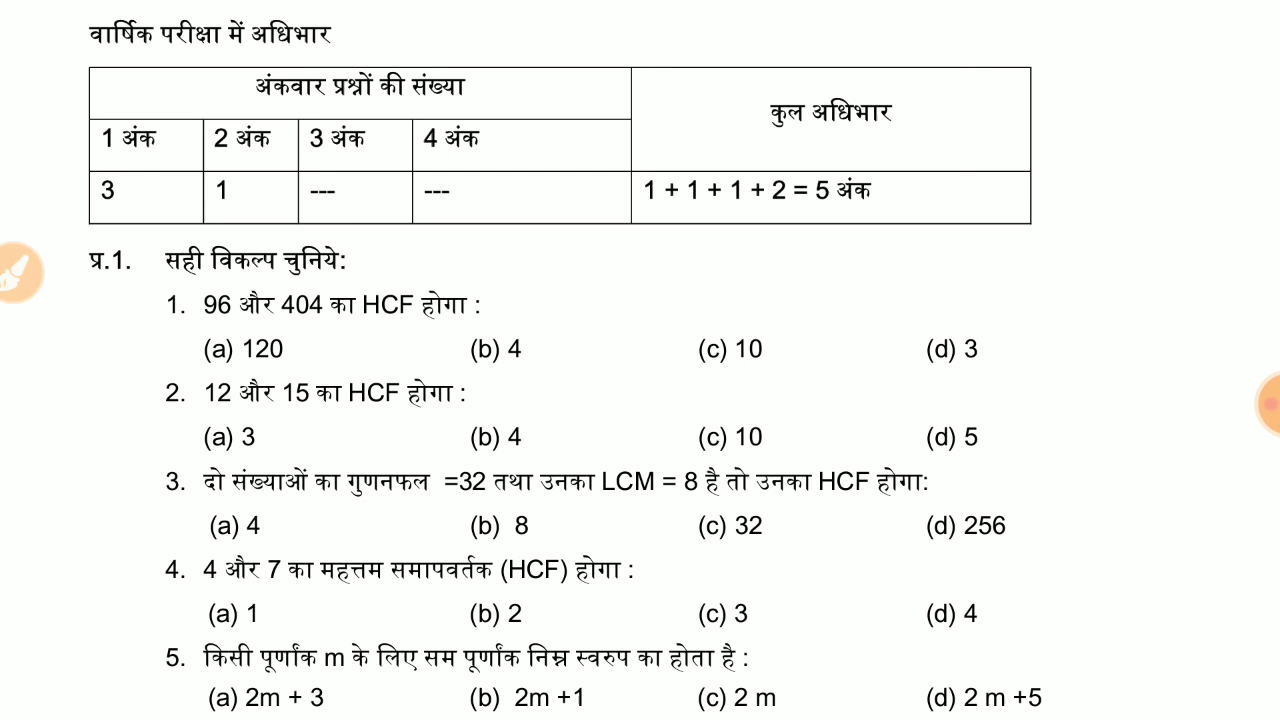 वार्षिक परीक्षा में अधिभार
अंकवार प्रश्नों की संख्या
कुल अधिभार
1 अंक 2 अंक 3 अंक 4 अंक
3 1 --- --- 1 + 1 + 1 + 2 = 5 अंक
प्र.1. सही विकल्प चुनिये:
1. 96 और 404 का HCF होगा :
(a) 120 (b) 4 (c) 10 (d) 3
2. 12 और 15 का HCF होगा :
(a) 3 (b) 4 (c) 10 (d) 5
3. दो संख्याओं का गुणनफल =32 तथा उनका LCM = 8 है तो उनका HCF होगा:
(a) 4 (b) 8 (c) 32 (d) 256
4. 4 और 7 का महत्तम समापवर्तक (HCF) होगा :
(a) 1 (b) 2 (c) 3 (d) 4
5. किसी पूर्णांक m के लिए सम पूर्णांक निम्न स्वरुप का होता है :
(a) 2m + 3 (b) 2m +1 (c) 2 m (d) 2 m +5